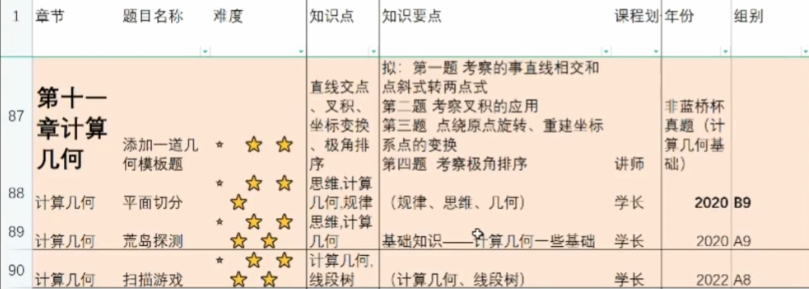 1 章节 题目名称 难度 知识点 知识要点 课程划 年份 组别
87
第十一
章计算
几何
添加一道几
何模板题
直线交点
、叉积、
坐标变换
、极角排
序
拟：第一题 考察的事直线相交和
点斜式转两点式
第二题 考察叉积的应用
第三题 点绕原点旋转、重建坐标
系点的变换
第四题 考察极角排序
讲师
非蓝桥杯
真题（计
算几何基
础）
88
计算几何 平面切分
思维,计算
几何,规律
（规律、思维、几何） 学长 2020 B9
89
计算几何 荒岛探测
思维,计算
几何
基础知识——计算几何一些基础 学长 2020 A9
90
计算几何 扫描游戏
计算几何,
线段树
（计算几何、线段树） 学长 2022 A8